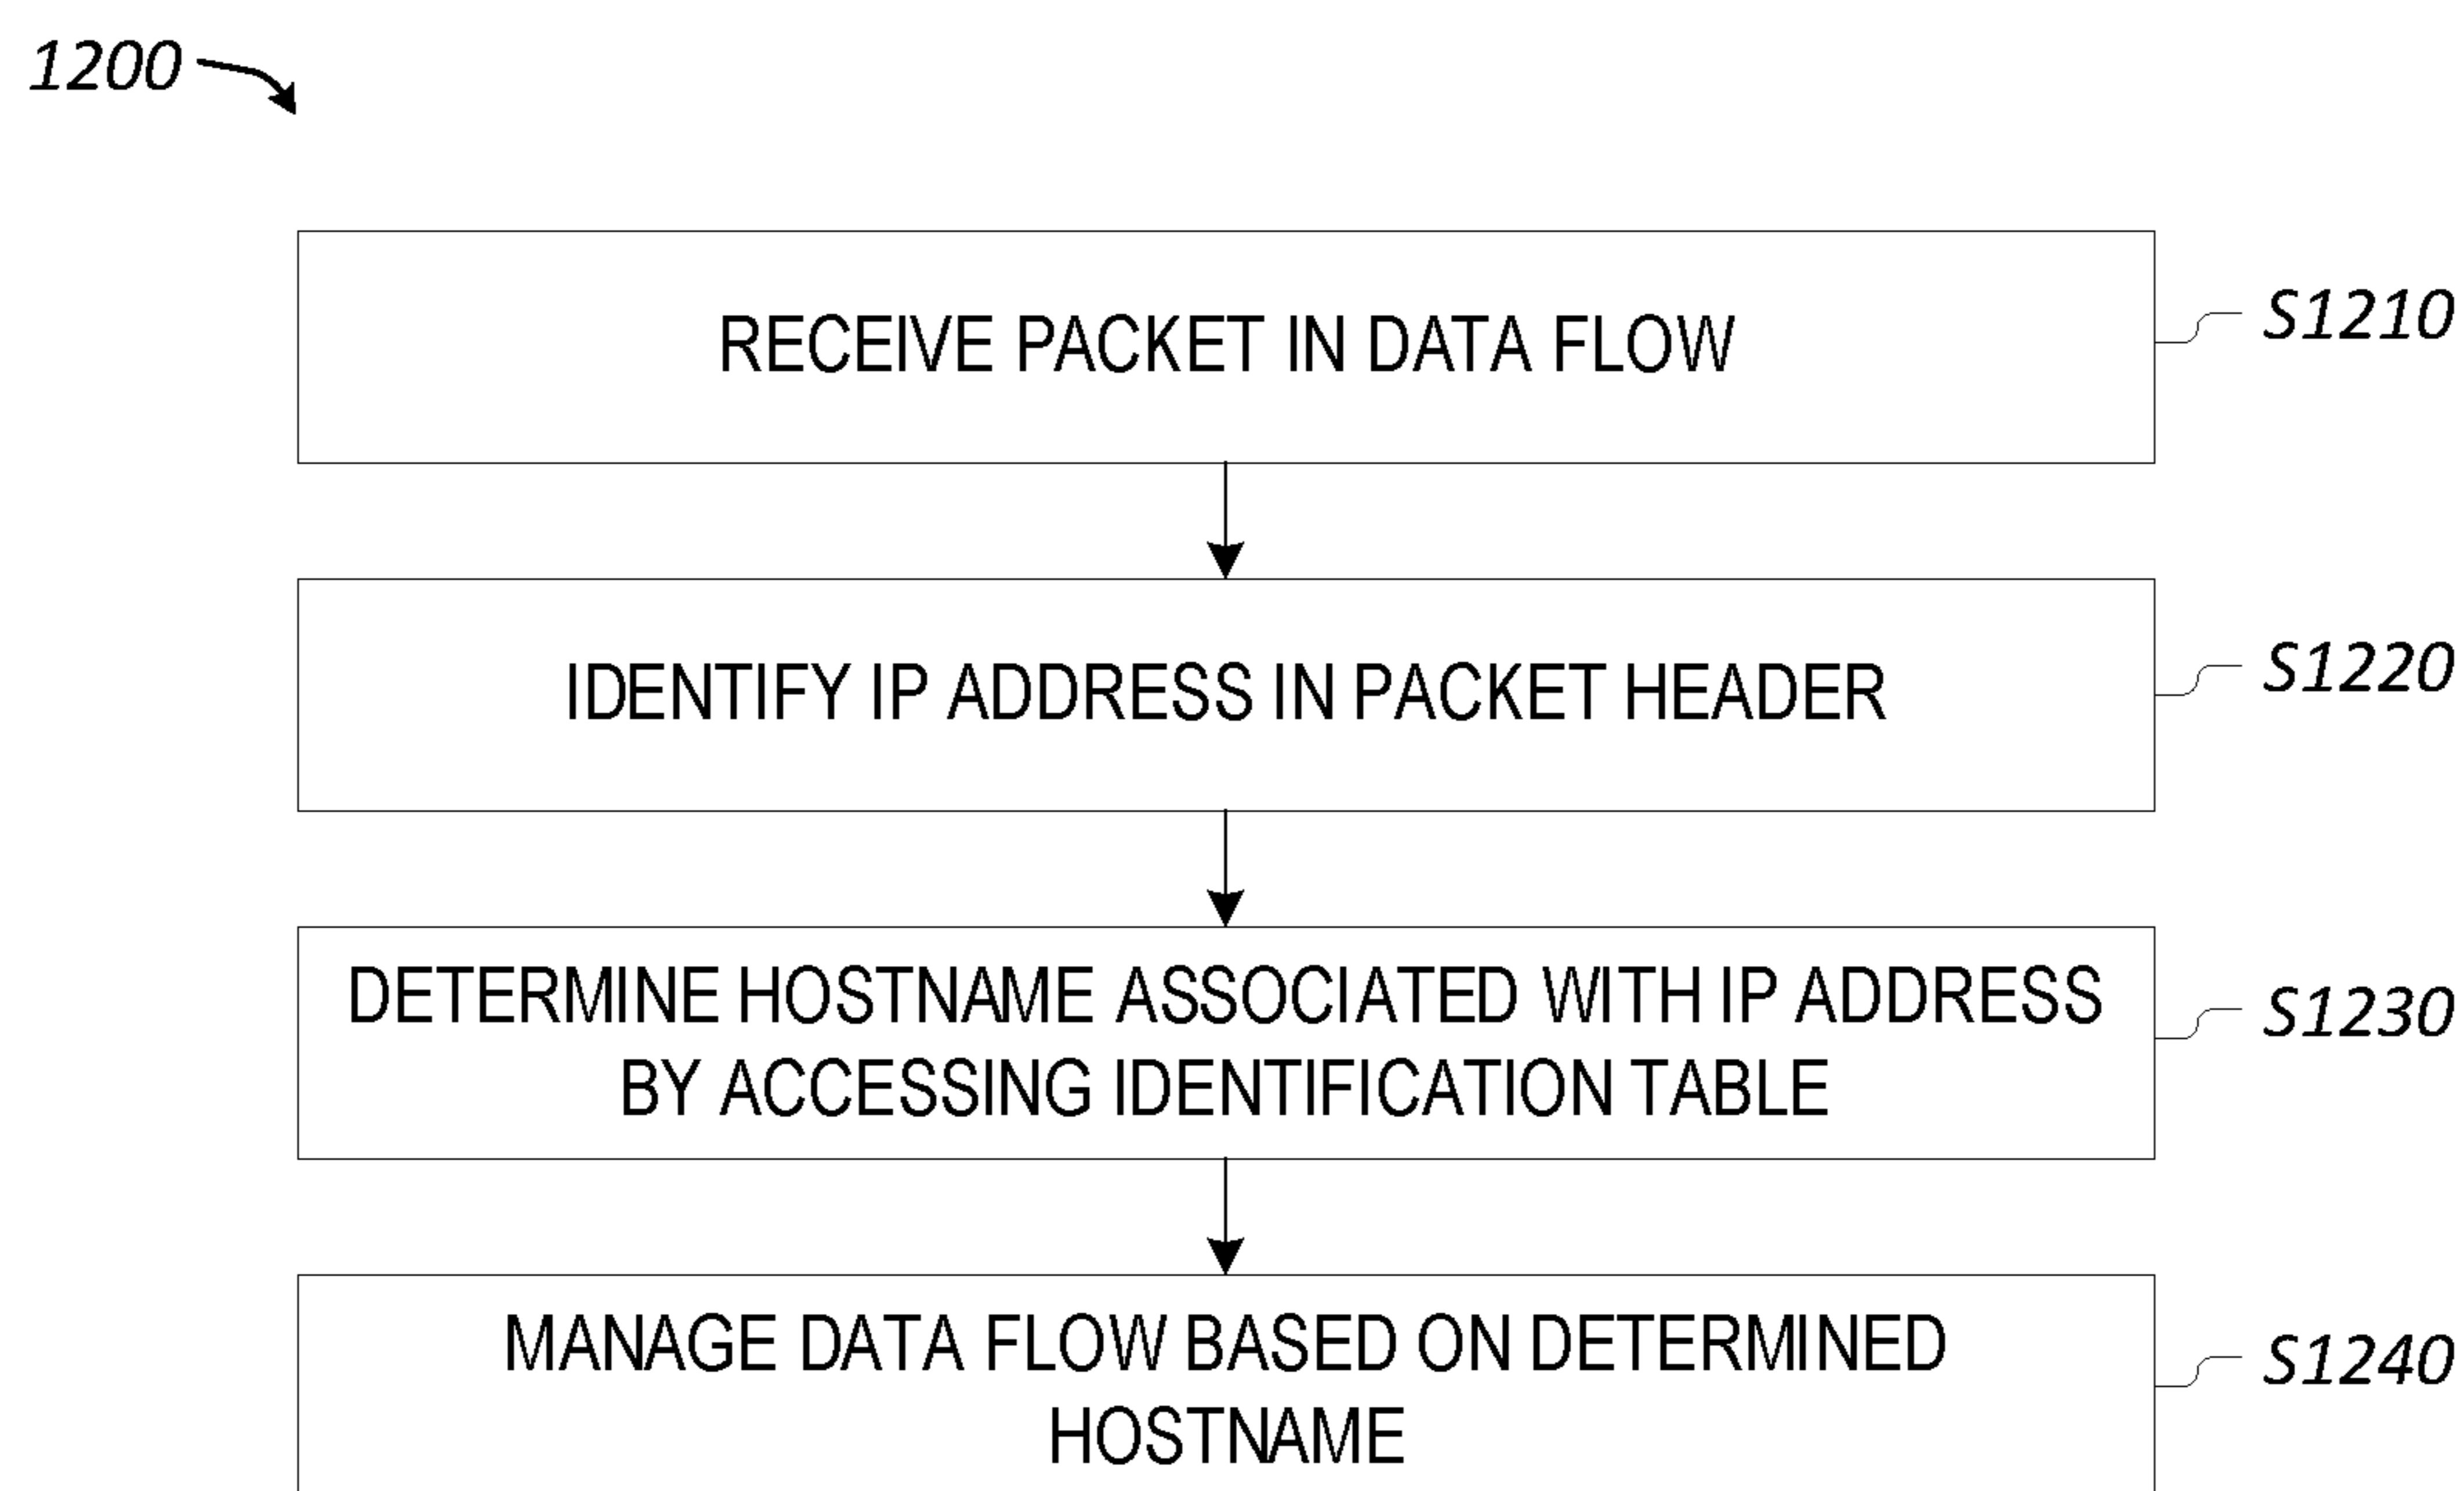 1200
RECEIVE PACKET IN DATA FLOW
S1210
IDENTIFY IP ADDRESS IN PACKET HEADER
S1220
DETERMINE HOSTNAME ASSOCIATED WITH IP ADDRESS
BY ACCESSING IDENTIFICATION TABLE
S1230
MANAGE DATA FLOW BASED ON DETERMINED
HOSTNAME
S1240